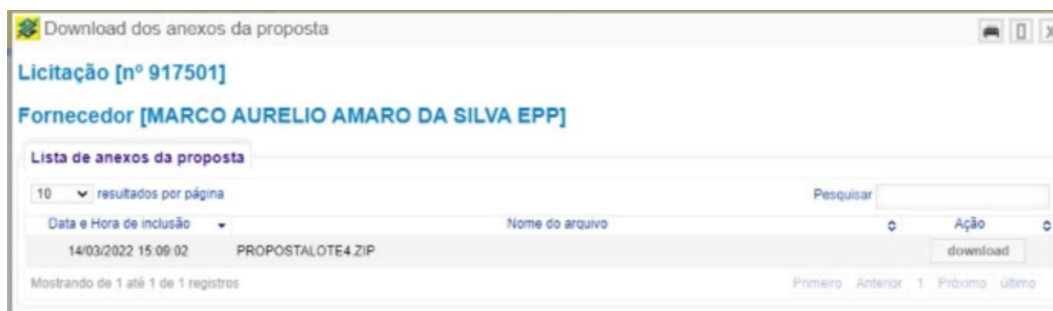 Download dos anexos da proposta
Licitação [nº 917501]
Fornecedor [MARCO AURELIO AMARO DA SILVA EPP]
Lista de anexos da proposta
10 resultados por página Pesquisar
Data e Hora de inclusão Nome do arquivo Ação
14/03/2022 15:09:02 PROPOSTALOTE4.ZIP download
Mostrando de 1 até 1 de 1 registros Primeiro Anterior 1 Próximo último